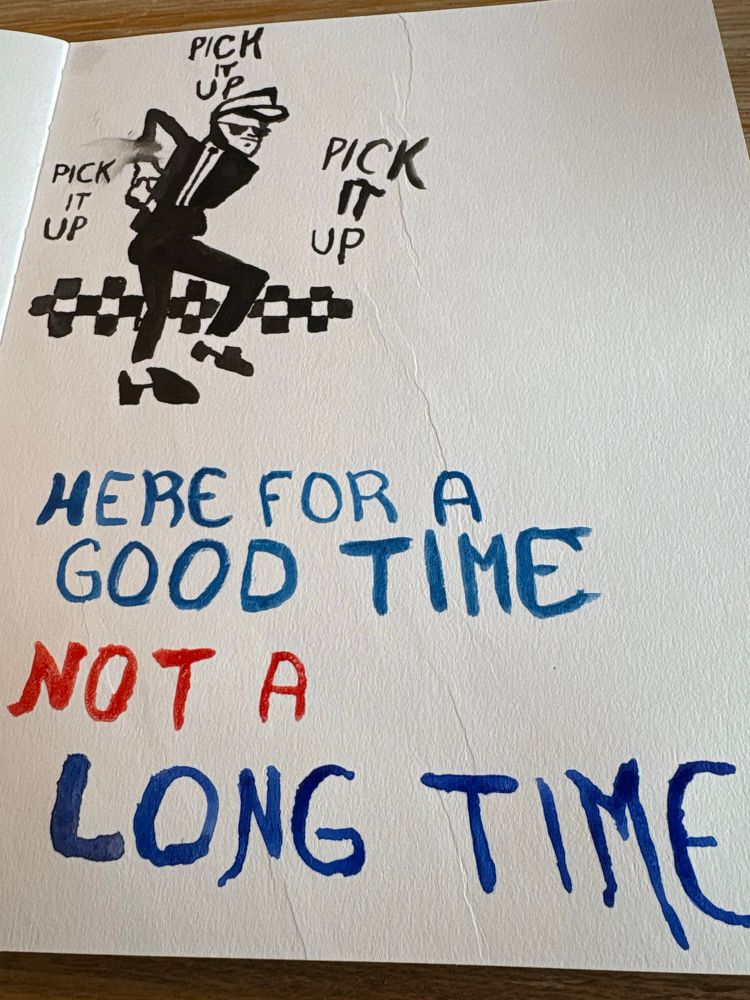 PICK
IT
UP
PICK
IT
UP
PICK
IT
UP
HERE FOR A
GOOD TIME
NOT A
LONG TIME